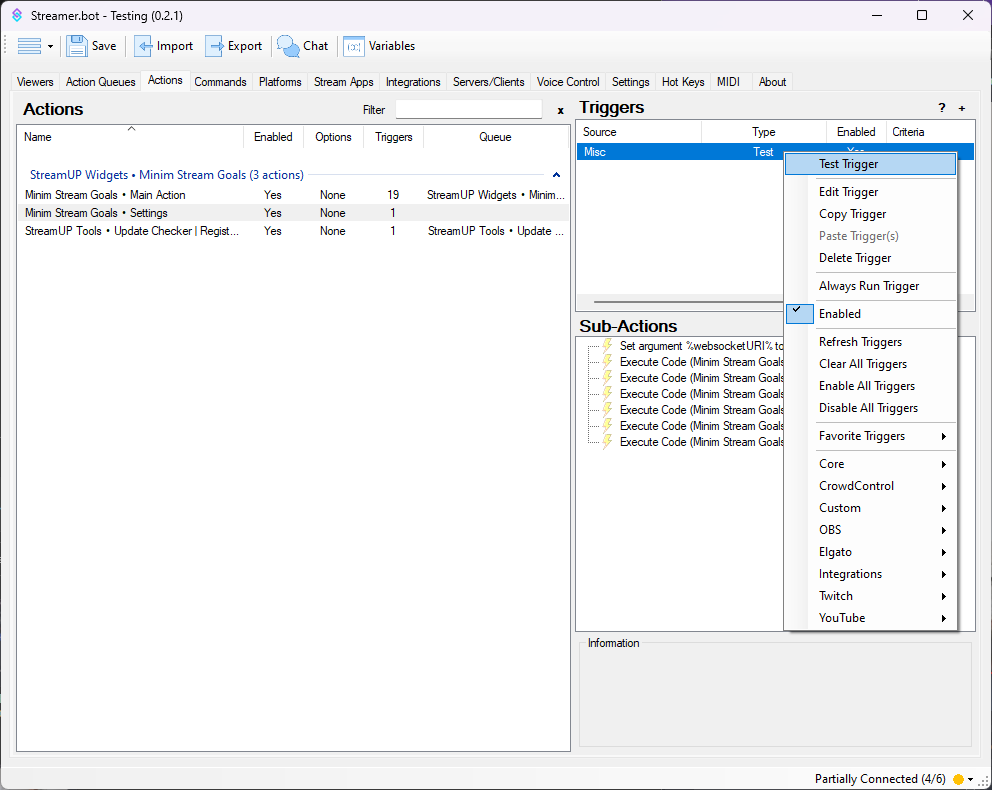 Streamer.bot - Testing (0.2.1)
Save Import Export Chat Variables
Viewers Action Queues Actions Commands Platforms Stream Apps Integrations Servers/Clients Voice Control Settings Hot Keys MIDI About
Actions Filter x
Name Enabled Options Triggers Queue
StreamUP Widgets • Minim Stream Goals (3 actions)
Minim Stream Goals • Main Action Yes None 19 StreamUP Widgets • Minim...
Minim Stream Goals • Settings Yes None 1
StreamUP Tools • Update Checker | Regist... Yes None 1 StreamUP Tools • Update ...
Triggers ? +
Source Type Enabled Criteria
Misc Test Yes
Test Trigger
Edit Trigger
Copy Trigger
Paste Trigger(s)
Delete Trigger
Always Run Trigger
Enabled
Refresh Triggers
Clear All Triggers
Enable All Triggers
Disable All Triggers
Favorite Triggers
Core
CrowdControl
Custom
OBS
Elgato
Integrations
Twitch
YouTube
Sub-Actions
Set argument %websocketURI% to
Execute Code (Minim Stream Goals
Execute Code (Minim Stream Goals
Execute Code (Minim Stream Goals
Execute Code (Minim Stream Goals
Execute Code (Minim Stream Goals
Execute Code (Minim Stream Goals
Information
Partially Connected (4/6)